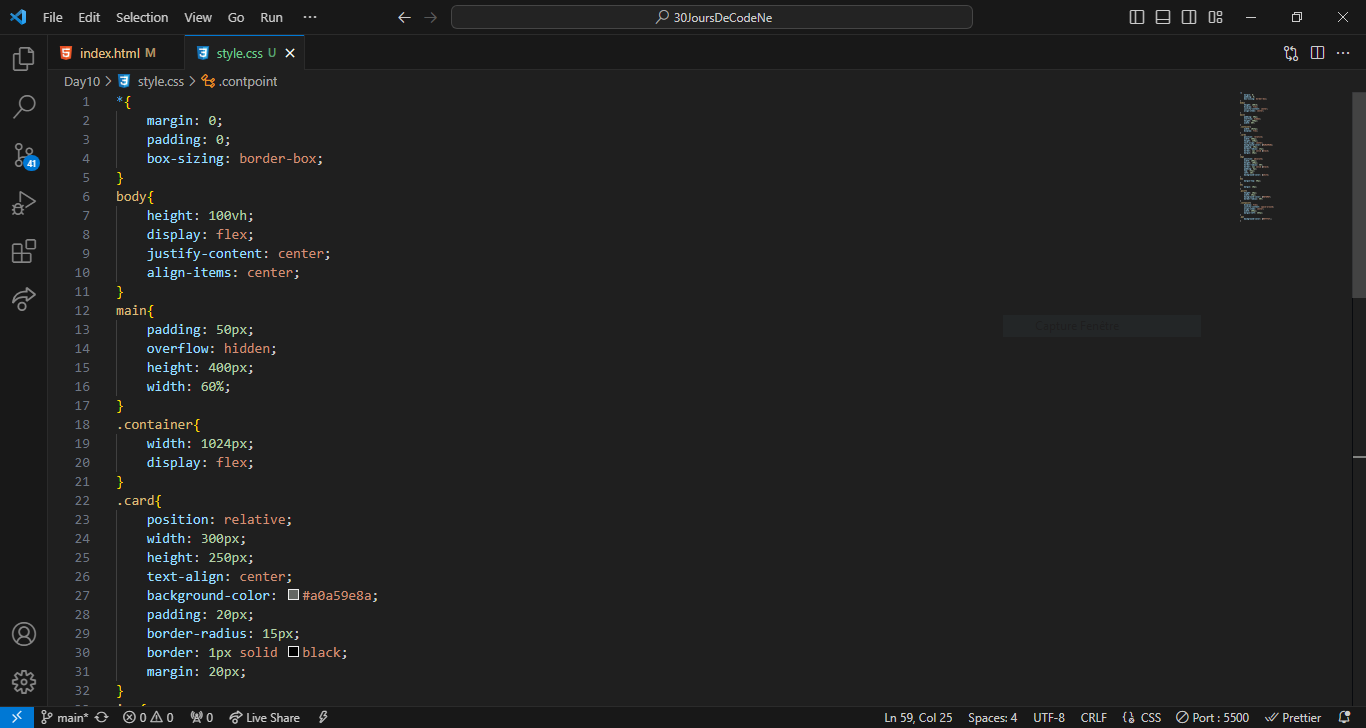 File Edit Selection View Go Run ··· 30JoursDeCodeNe
index.html M style.css U
Day10 > style.css > .contpoint
1 *{
2 margin: 0;
3 padding: 0;
4 box-sizing: border-box;
5 }
6 body{
7 height: 100vh;
8 display: flex;
9 justify-content: center;
10 align-items: center;
11 }
12 main{
13 padding: 50px;
14 overflow: hidden;
15 height: 400px;
16 width: 60%;
17 }
18 .container{
19 width: 1024px;
20 display: flex;
21 }
22 .card{
23 position: relative;
24 width: 300px;
25 height: 250px;
26 text-align: center;
27 background-color: #a0a59e8a;
28 padding: 20px;
29 border-radius: 15px;
30 border: 1px solid black;
31 margin: 20px;
32 }
41
main* 0 0 0 Live Share Ln 59, Col 25 Spaces: 4 UTF-8 CRLF {} CSS Port : 5500 Prettier